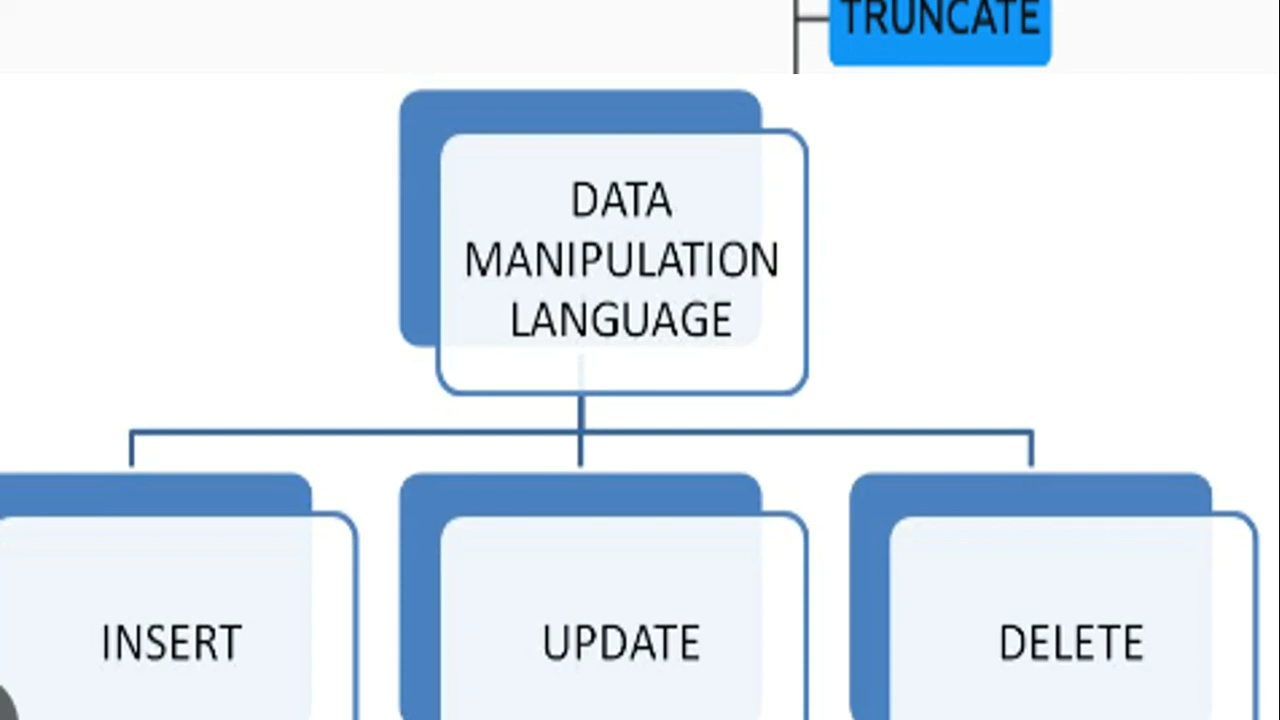 TRUNCATE
DATA
MANIPULATION
LANGUAGE
INSERT
UPDATE
DELETE